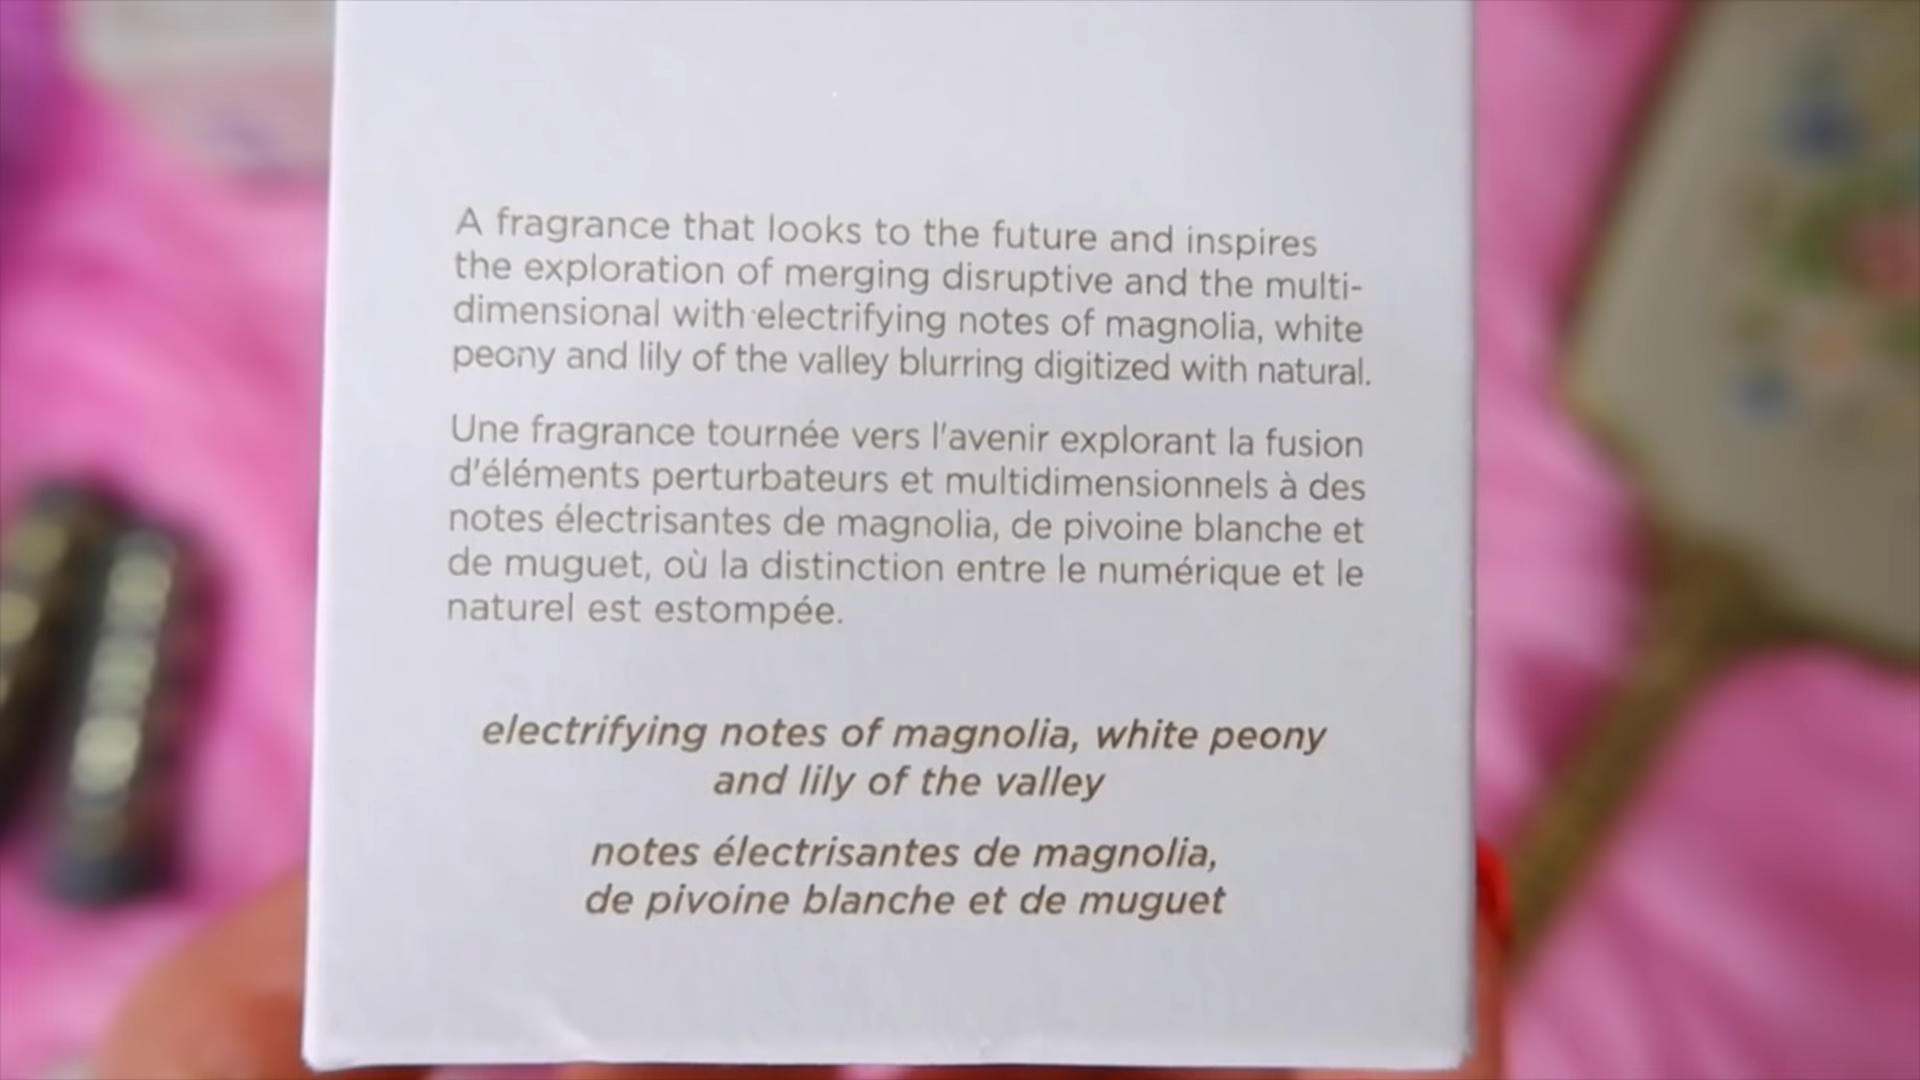 A fragrance that looks to the future and inspires
the exploration of merging disruptive and the multi-
dimensional with electrifying notes of magnolia, white
peony and lily of the valley blurring digitized with natural.
Une fragrance tournée vers l'avenir explorant la fusion
d'éléments perturbateurs et multidimensionnels à des
notes électrisantes de magnolia, de pivoine blanche et
de muguet, où la distinction entre le numérique et le
naturel est estompée.
electrifying notes of magnolia, white peony
and lily of the valley
notes électrisantes de magnolia,
de pivoine blanche et de muguet